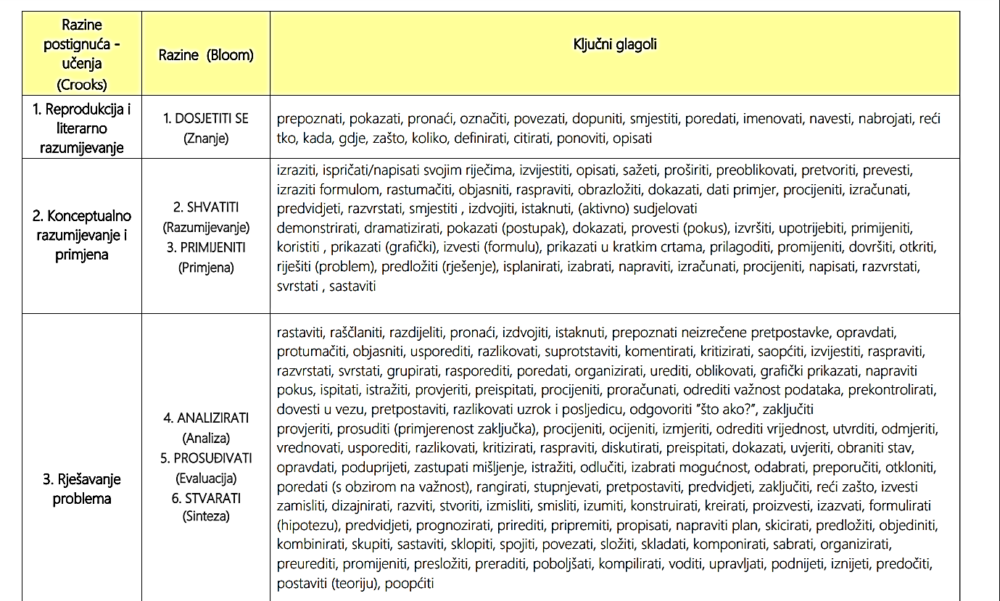 Razine
postignuća -
učenja
(Crooks)
Razine (Bloom)
Ključni glagoli
1. Reprodukcija i
literarno
razumijevanje
1. DOSJETITI SE
(Znanje)
prepoznati, pokazati, pronaći, označiti, povezati, dopuniti, smjestiti, poredati, imenovati, navesti, nabrojati, reći
tko, kada, gdje, zašto, koliko, definirati, citirati, ponoviti, opisati
2. Konceptualno
razumijevanje i
primjena
2. SHVATITI
(Razumijevanje)
3. PRIMIJENITI
(Primjena)
izraziti, ispričati/napisati svojim riječima, izvijestiti, opisati, sažeti, proširiti, preoblikovati, pretvoriti, prevesti,
izraziti formulom, rastumačiti, objasniti, raspraviti, obrazložiti, dokazati, dati primjer, procijeniti, izračunati,
predvidjeti, razvrstati, smjestiti , izdvojiti, istaknuti, (aktivno) sudjelovati
demonstrirati, dramatizirati, pokazati (postupak), dokazati, provesti (pokus), izvršiti, upotrijebiti, primijeniti,
koristiti , prikazati (grafički), izvesti (formulu), prikazati u kratkim crtama, prilagoditi, promijeniti, dovršiti, otkriti,
riješiti (problem), predložiti (rješenje), isplanirati, izabrati, napraviti, izračunati, procijeniti, napisati, razvrstati,
svrstati , sastaviti
3. Rješavanje
problema
4. ANALIZIRATI
(Analiza)
5. PROSUĐIVATI
(Evaluacija)
6. STVARATI
(Sinteza)
rastaviti, raščlaniti, razdijeliti, pronaći, izdvojiti, istaknuti, prepoznati neizrečene pretpostavke, opravdati,
protumačiti, objasniti, usporediti, razlikovati, suprotstaviti, komentirati, kritizirati, saopćiti, izvijestiti, raspraviti,
razvrstati, svrstati, grupirati, rasporediti, poredati, organizirati, urediti, oblikovati, grafički prikazati, napraviti
pokus, ispitati, istražiti, provjeriti, preispitati, procijeniti, proračunati, odrediti važnost podataka, prekontrolirati,
dovesti u vezu, pretpostaviti, razlikovati uzrok i posljedicu, odgovoriti "što ako?", zaključiti
provjeriti, prosuditi (primjerenost zaključka), procijeniti, ocijeniti, izmjeriti, odrediti vrijednost, utvrditi, odmjeriti,
vrednovati, usporediti, razlikovati, kritizirati, raspraviti, diskutirati, preispitati, dokazati, uvjeriti, obraniti stav,
opravdati, poduprijeti, zastupati mišljenje, istražiti, odlučiti, izabrati mogućnost, odabrati, preporučiti, otkloniti,
poredati (s obzirom na važnost), rangirati, stupnjevati, pretpostaviti, predvidjeti, zaključiti, reći zašto, izvesti
zamisliti, dizajnirati, razviti, stvoriti, izmisliti, smisliti, izumiti, konstruirati, kreirati, proizvesti, izazvati, formulirati
(hipotezu), predvidjeti, prognozirati, prirediti, pripremiti, propisati, napraviti plan, skicirati, predložiti, objediniti,
kombinirati, skupiti, sastaviti, sklopiti, spojiti, povezati, složiti, skladati, komponirati, sabrati, organizirati,
preurediti, promijeniti, presložiti, preraditi, poboljšati, kompilirati, voditi, upravljati, podnijeti, iznijeti, predočiti,
postaviti (teoriju), poopćiti